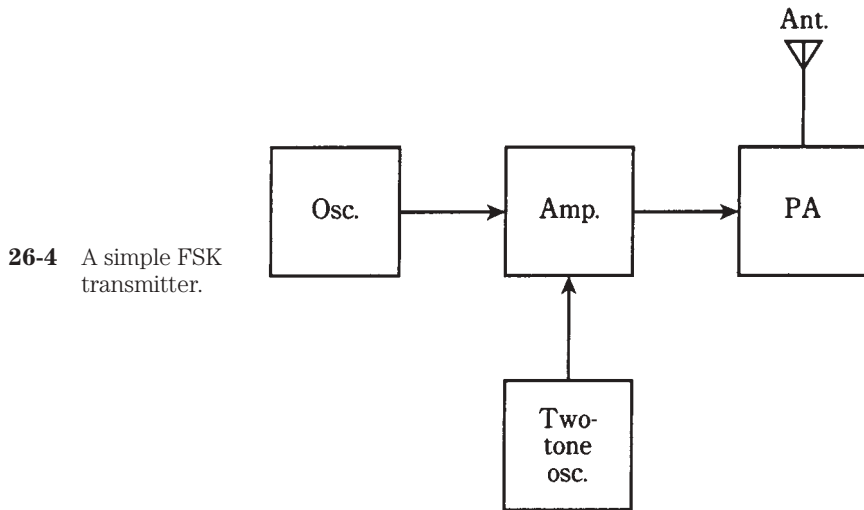 Ant.
Osc.
Amp.
PA
26-4 A simple FSK
transmitter.
Two-
tone
osc.